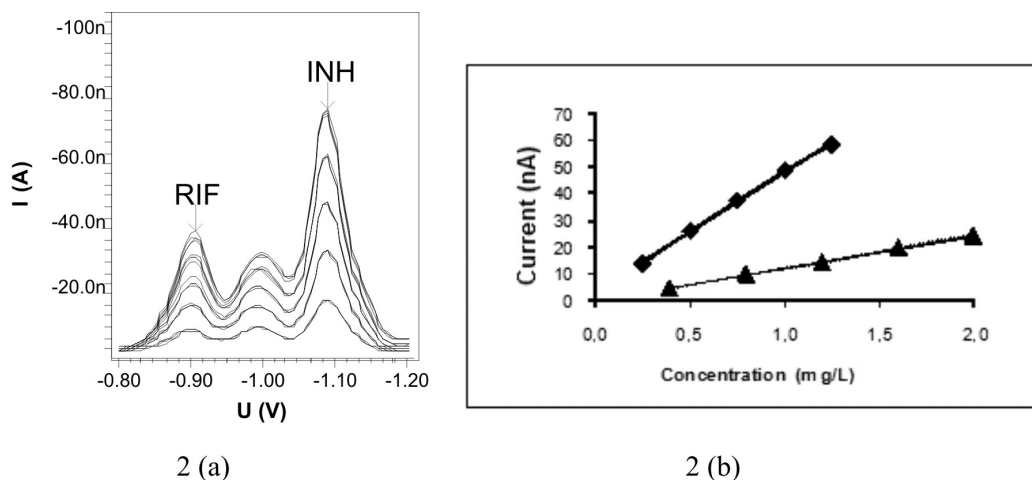 -100n
-80.0n
-60.0n
-40.0n
-20.0n
I (A)
RIF
INH
-0.80 -0.90 -1.00 -1.10 -1.20
U (V)
2 (a)
70
60
50
40
30
20
10
0
Current (nA)
0,0 0,5 1,0 1,5 2,0
Concentration (mg/L)
2 (b)